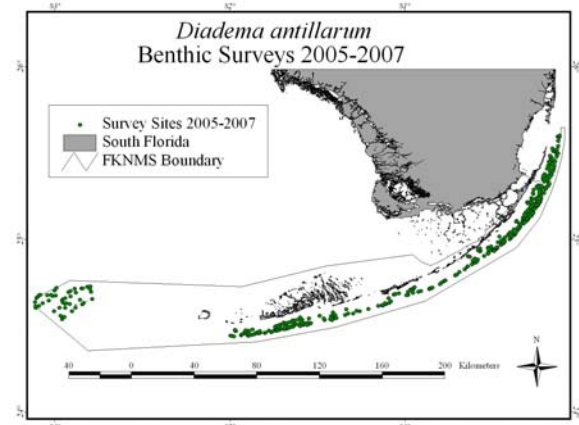 Diadema antillarum
Benthic Surveys 2005-2007
Survey Sites 2005-2007
South Florida
FKNMS Boundary
N
40 0 40 80 120 160 200 Kilometers